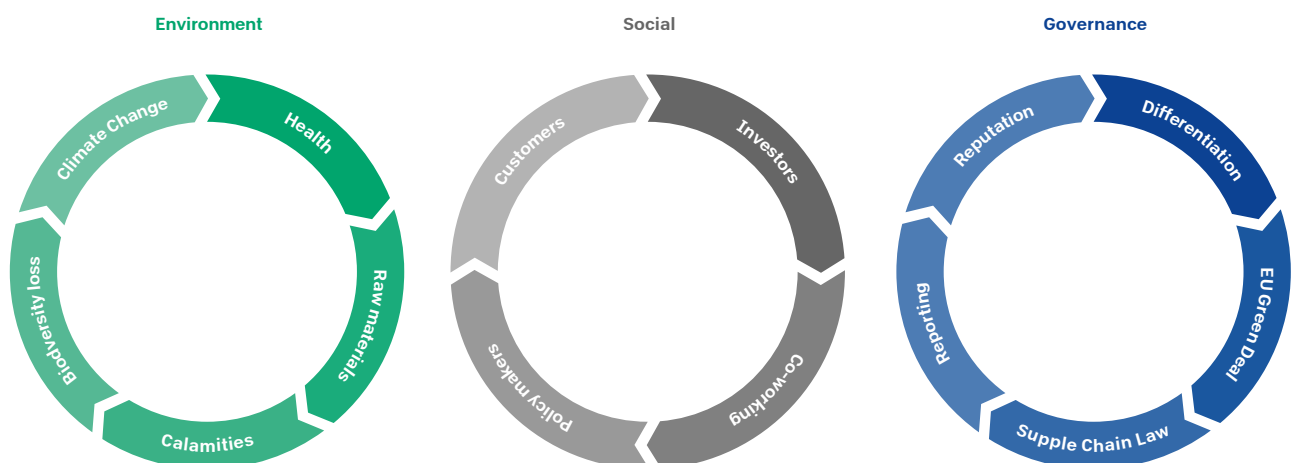 Environment
Health
Raw materials
Calamities
Biodversity loss
Climate Change
Social
Investors
Co-working
Policy makers
Customers
Governance
Differentiation
EU Green Deal
Supple Chain Law
Reporting
Reputation